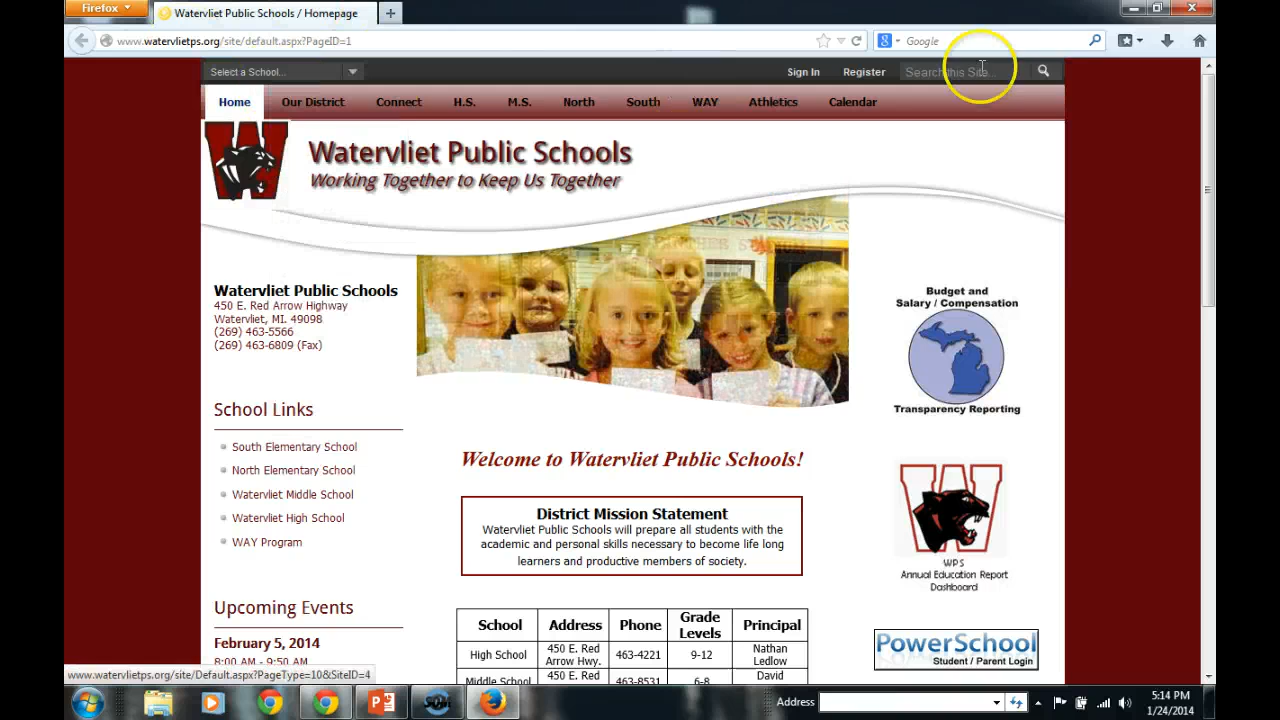 Firefox
Watervliet Public Schools / Homepage
www.watervlietps.org/site/default.aspx?PageID=1
Google
Select a School...
Sign In
Register
Search this Site...
Home
Our District
Connect
H.S.
M.S.
North
South
WAY
Athletics
Calendar
W
Watervliet Public Schools
Working Together to Keep Us Together
Watervliet Public Schools
450 E. Red Arrow Highway
Watervliet, MI. 49098
(269) 463-5566
(269) 463-6809 (Fax)
School Links
South Elementary School
North Elementary School
Watervliet Middle School
Watervliet High School
WAY Program
Upcoming Events
February 5, 2014
8:00 AM - 9:50 AM
Welcome to Watervliet Public Schools!
District Mission Statement
Watervliet Public Schools will prepare all students with the
academic and personal skills necessary to become life long
learners and productive members of society.
School Address Phone Grade Levels Principal
High School 450 E. Red Arrow Hwy. 463-4221 9-12 Nathan Ledlow
Middle School 450 E. Red 463-8531 6-8 David
Budget and
Salary / Compensation
Transparency Reporting
W
WPS
Annual Education Report
Dashboard
PowerSchool
Student / Parent Login
www.watervlietps.org/site/Default.aspx?PageType=10&SiteID=4
Address
5:14 PM
1/24/2014